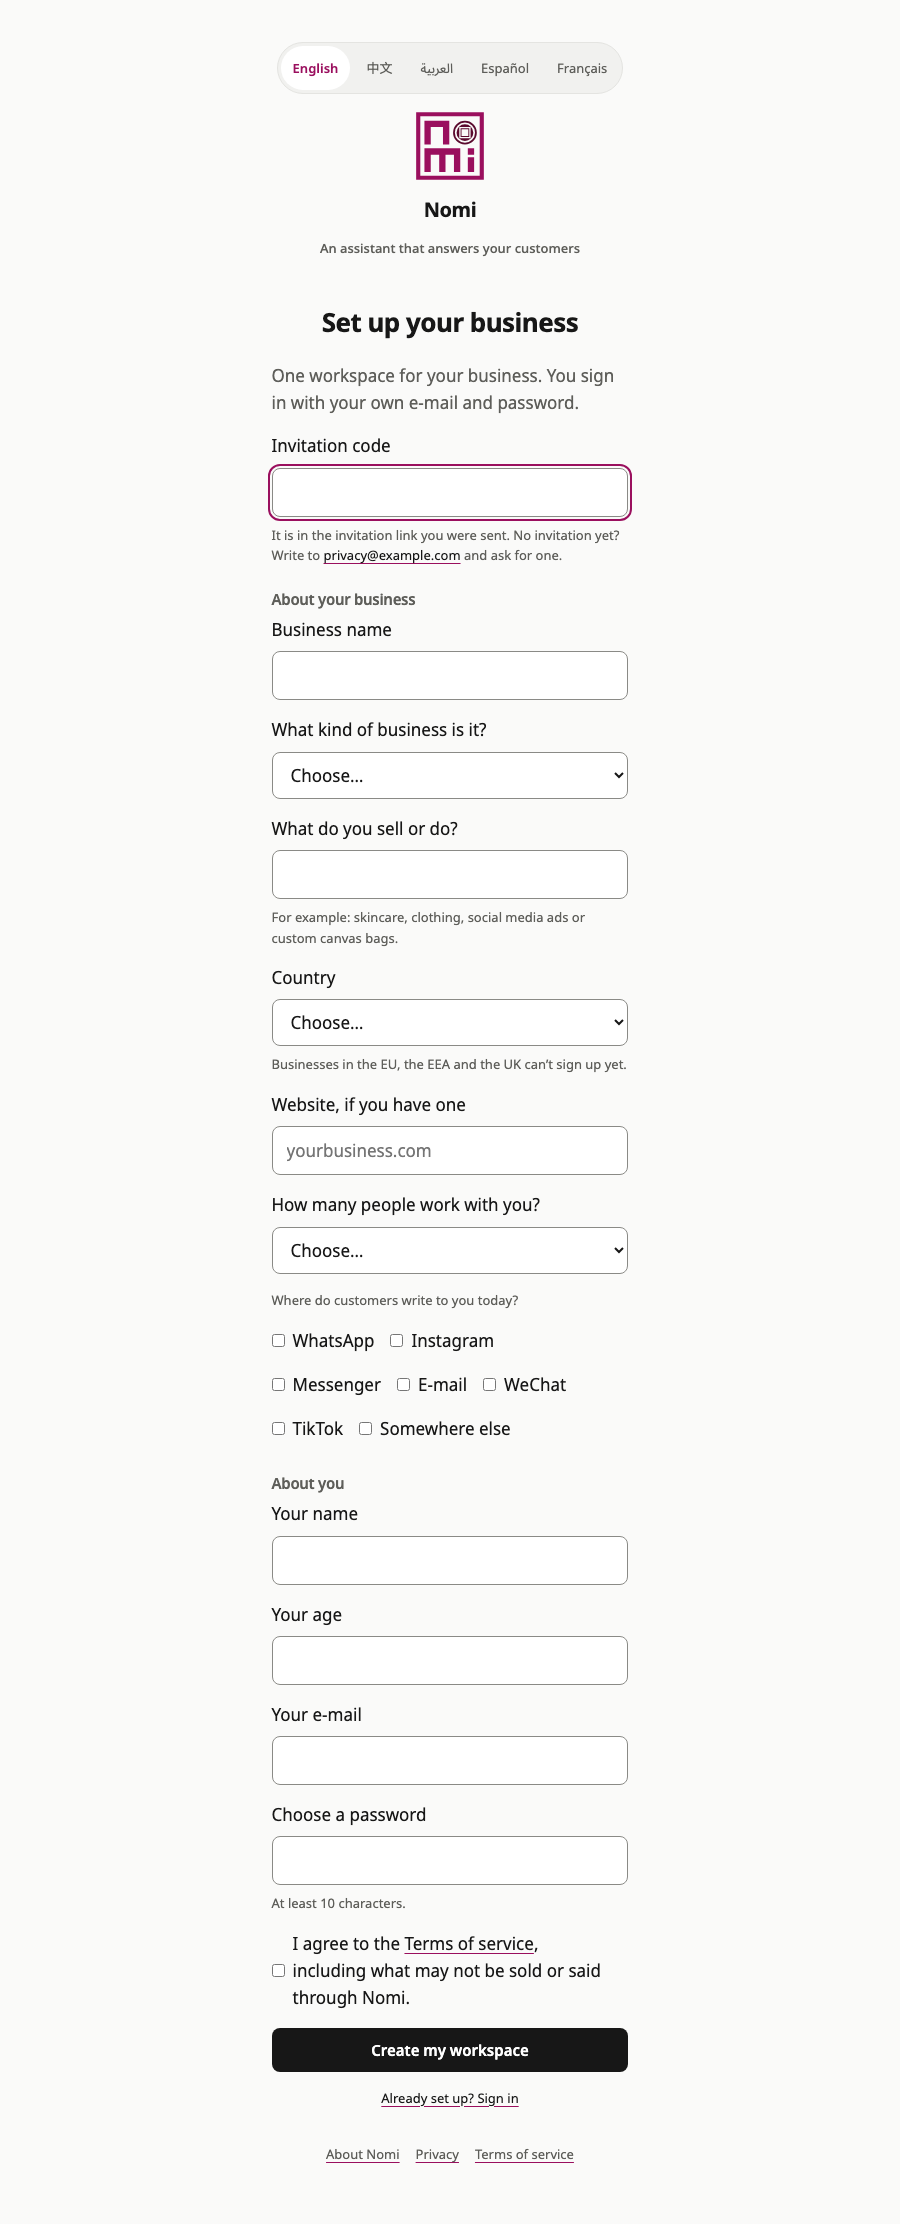 English 中文 العربية Español Français
nomi
Nomi
An assistant that answers your customers
Set up your business
One workspace for your business. You sign
in with your own e-mail and password.
Invitation code
It is in the invitation link you were sent. No invitation yet?
Write to privacy@example.com and ask for one.
About your business
Business name
What kind of business is it?
Choose...
What do you sell or do?
For example: skincare, clothing, social media ads or
custom canvas bags.
Country
Choose...
Businesses in the EU, the EEA and the UK can't sign up yet.
Website, if you have one
yourbusiness.com
How many people work with you?
Choose...
Where do customers write to you today?
WhatsApp Instagram
Messenger E-mail WeChat
TikTok Somewhere else
About you
Your name
Your age
Your e-mail
Choose a password
At least 10 characters.
I agree to the Terms of service,
including what may not be sold or said
through Nomi.
Create my workspace
Already set up? Sign in
About Nomi Privacy Terms of service